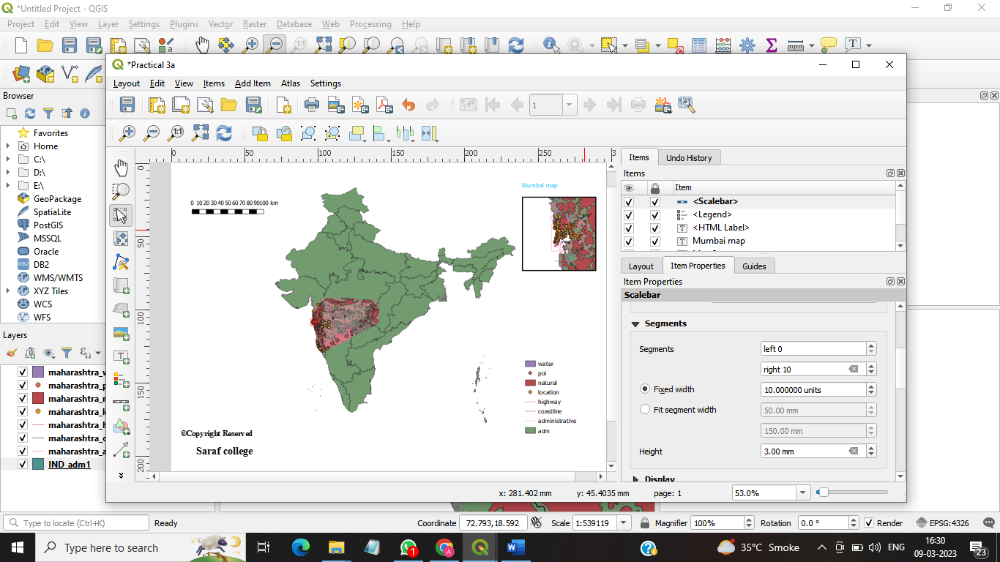 *Untitled Project - QGIS
Project Edit View Layer Settings Plugins Vector Raster Database Web Processing Help
*Practical 3a
Layout Edit View Items Add Item Atlas Settings
1
Browser
Favorites
Home
C:\
D:\
E:\
GeoPackage
SpatiaLite
PostGIS
MSSQL
Oracle
DB2
WMS/WMTS
XYZ Tiles
WCS
WFS
Layers
maharashtra_
maharashtra_p
maharashtra_
maharashtra_
maharashtra_h
maharashtra_c
maharashtra_a
IND_adm1
0 50 100 150 200 250 3
0
50
100
150
200
0 10 20 30 40 50 60 70 80 90100 km
Mumbai map
water
poi
natural
location
highway
coastline
administrative
adm
©Copyright Reserved
Saraf college
Items Undo History
Items
Item
<Scalebar>
<Legend>
<HTML Label>
Mumbai map
Layout Item Properties Guides
Item Properties
Scalebar
Segments
Segments left 0
right 10
Fixed width 10.000000 units
Fit segment width 50.00 mm
150.00 mm
Height 3.00 mm
Display
x: 281.402 mm y: 45.4035 mm page: 1 53.0%
Type to locate (Ctrl+K) Ready Coordinate 72.793,18.592 Scale 1:539119 Magnifier 100% Rotation 0.0 ° Render EPSG:4326
Type here to search 1 35°C Smoke ENG 16:30
09-03-2023 23